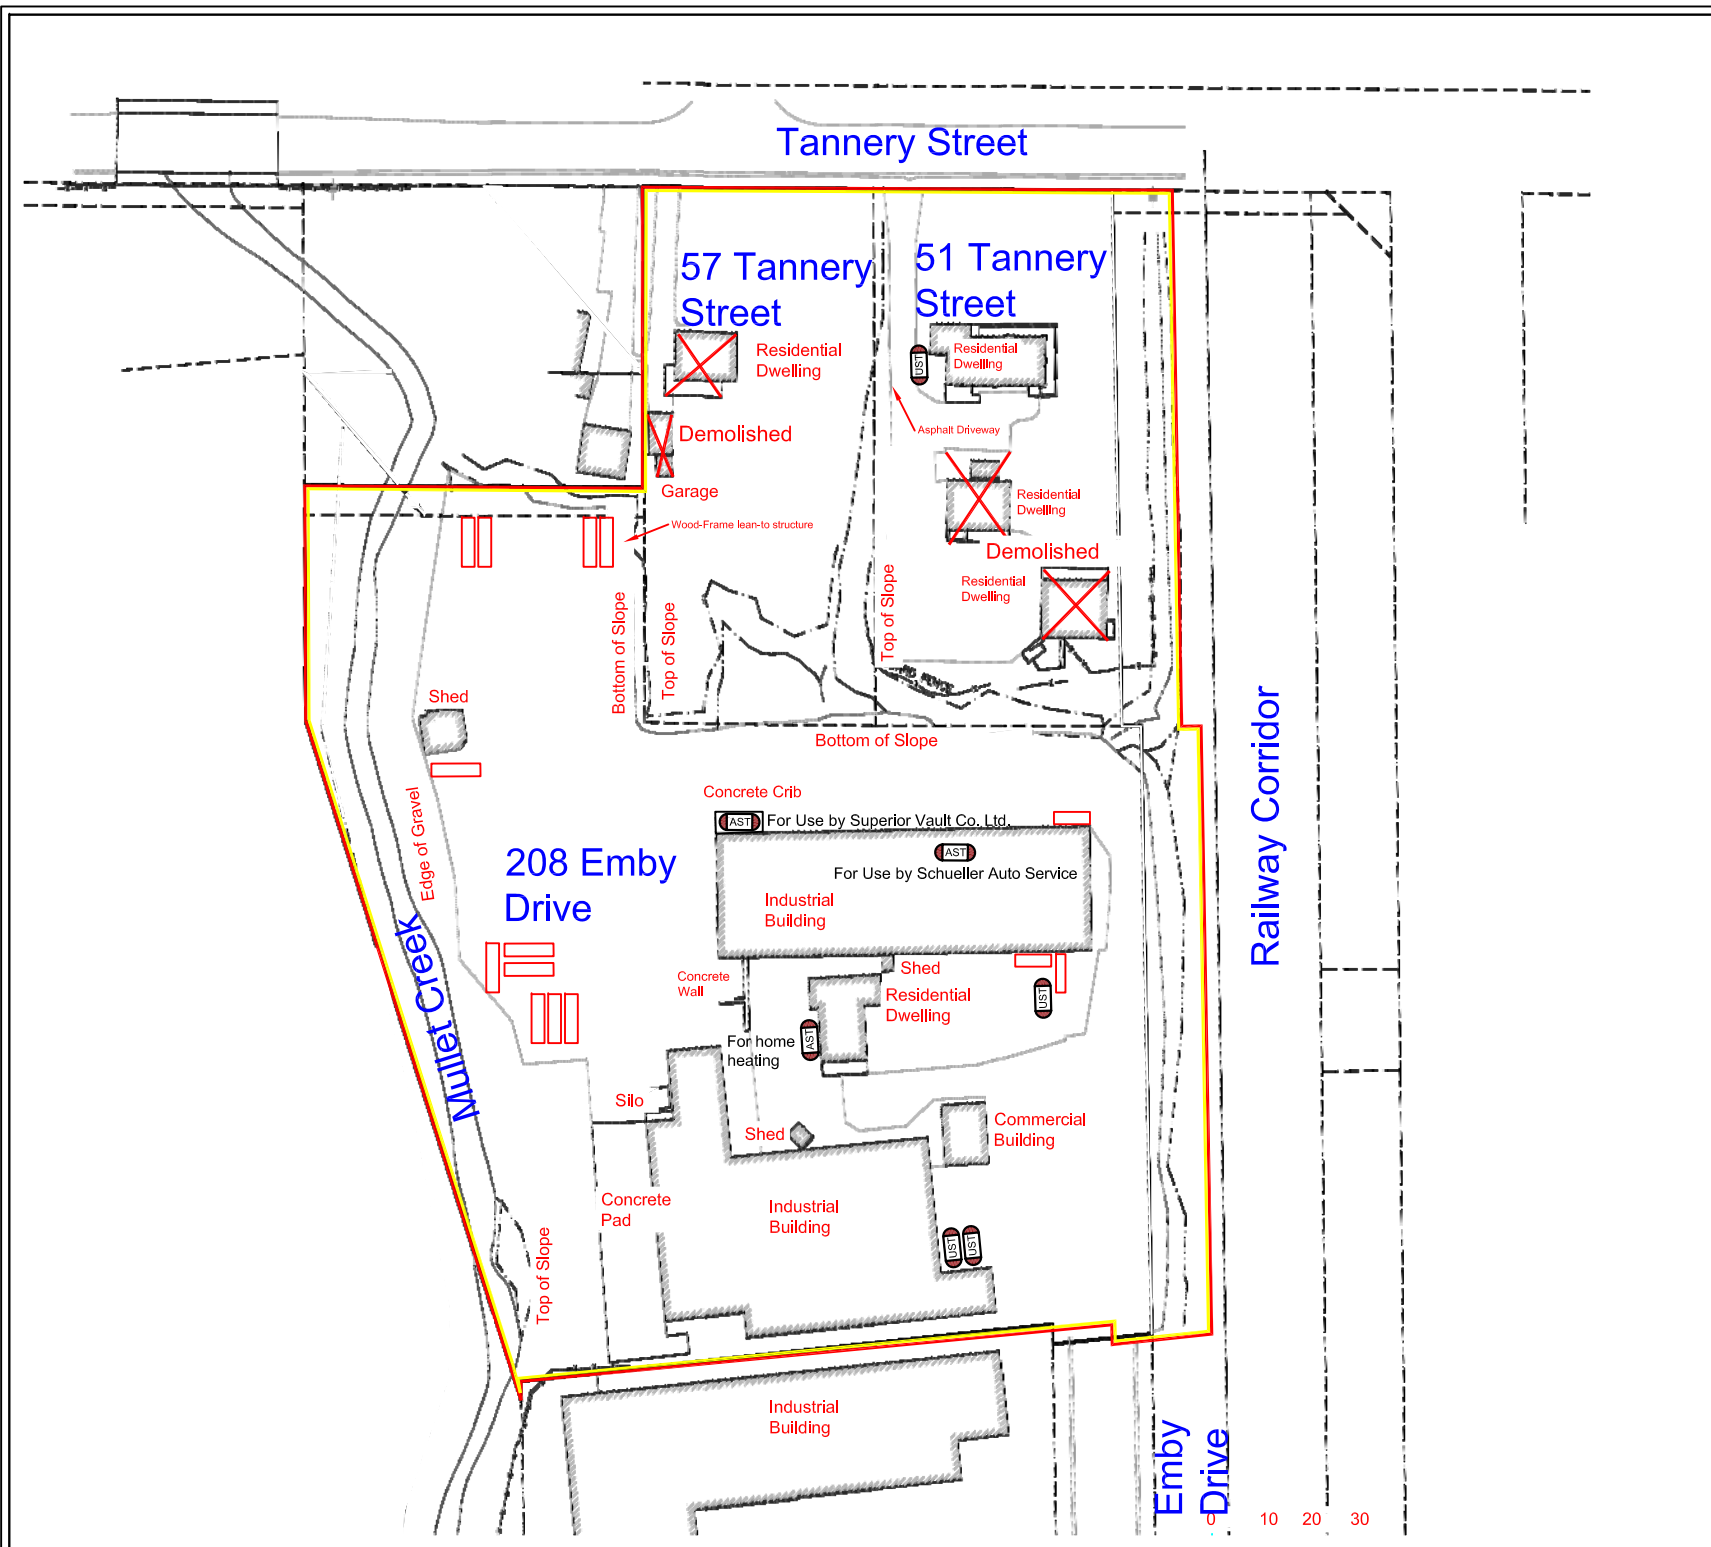 Tannery Street
57 Tannery
Street
51 Tannery
Street
Residential
Dwelling
UST
Residential
Dwelling
Asphalt Driveway
Demolished
Garage
Wood-Frame lean-to structure
Residential
Dwelling
Demolished
Residential
Dwelling
Bottom of Slope
Top of Slope
Top of Slope
Shed
Bottom of Slope
Railway Corridor
Edge of Gravel
Concrete Crib
AST
For Use by Superior Vault Co. Ltd.
AST
For Use by Schueller Auto Service
208 Emby
Drive
Industrial
Building
Mullet Creek
Concrete
Wall
Shed
Residential
Dwelling
UST
For home
heating
AST
Silo
Shed
Commercial
Building
Concrete
Pad
Industrial
Building
UST
UST
Top of Slope
Industrial
Building
Emby
Drive
0 10 20 30